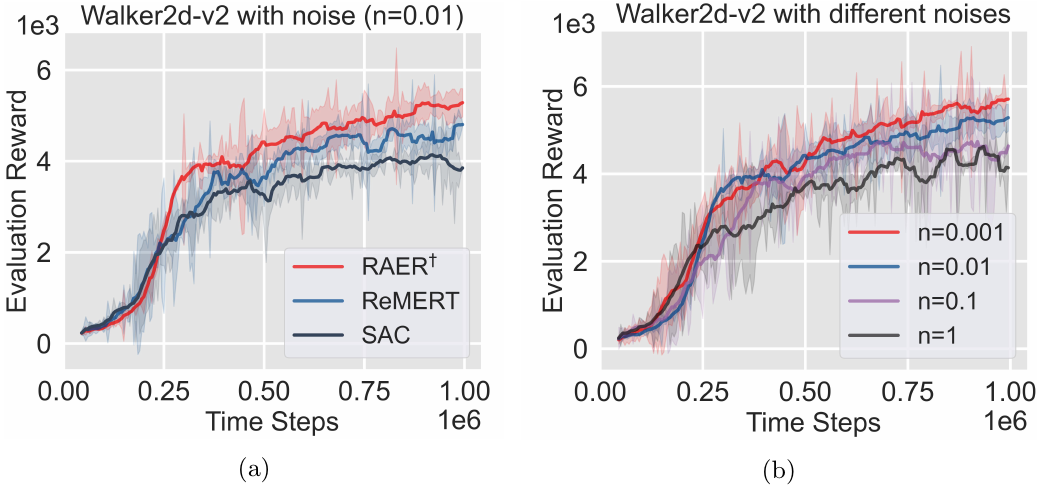 Walker2d-v2 with noise (n=0.01)
1e3
6
4
2
0
Evaluation Reward
RAER†
ReMERT
SAC
0.00
0.25
0.50
0.75
1.00
1e6
Time Steps
(a)
Walker2d-v2 with different noises
1e3
6
4
2
0
Evaluation Reward
n=0.001
n=0.01
n=0.1
n=1
0.00
0.25
0.50
0.75
1.00
1e6
Time Steps
(b)